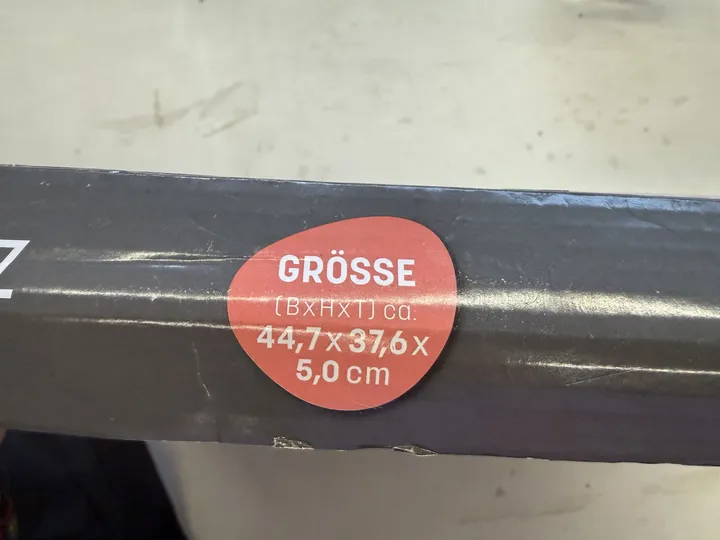 Z
GRÖSSE
(BxHxT) ca.
44,7 x 37,6 x
5,0 cm